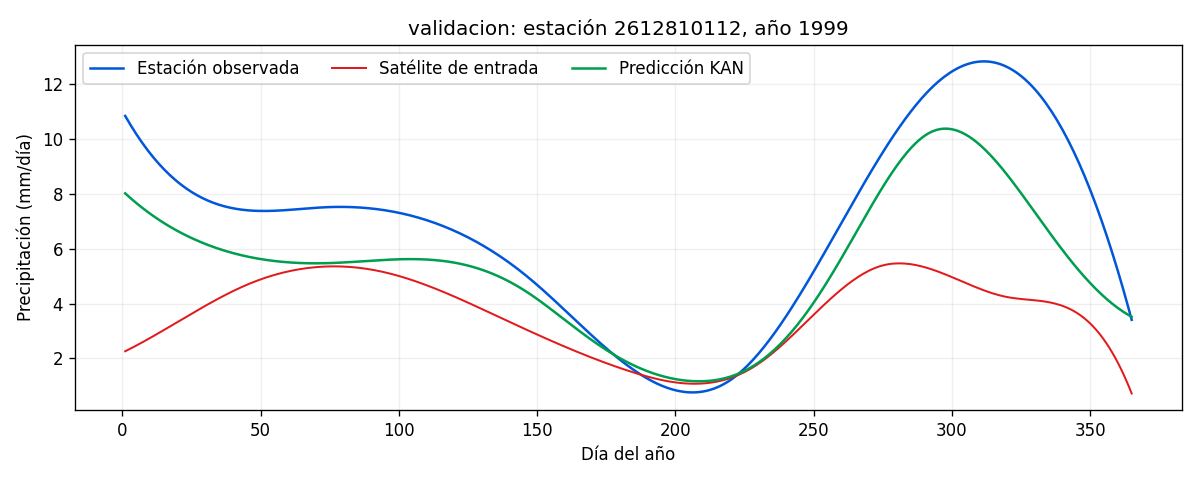 validacion: estación 2612810112, año 1999
Estación observada
Satélite de entrada
Predicción KAN
Precipitación (mm/día)
12
10
8
6
4
2
0
50
100
150
200
250
300
350
Día del año